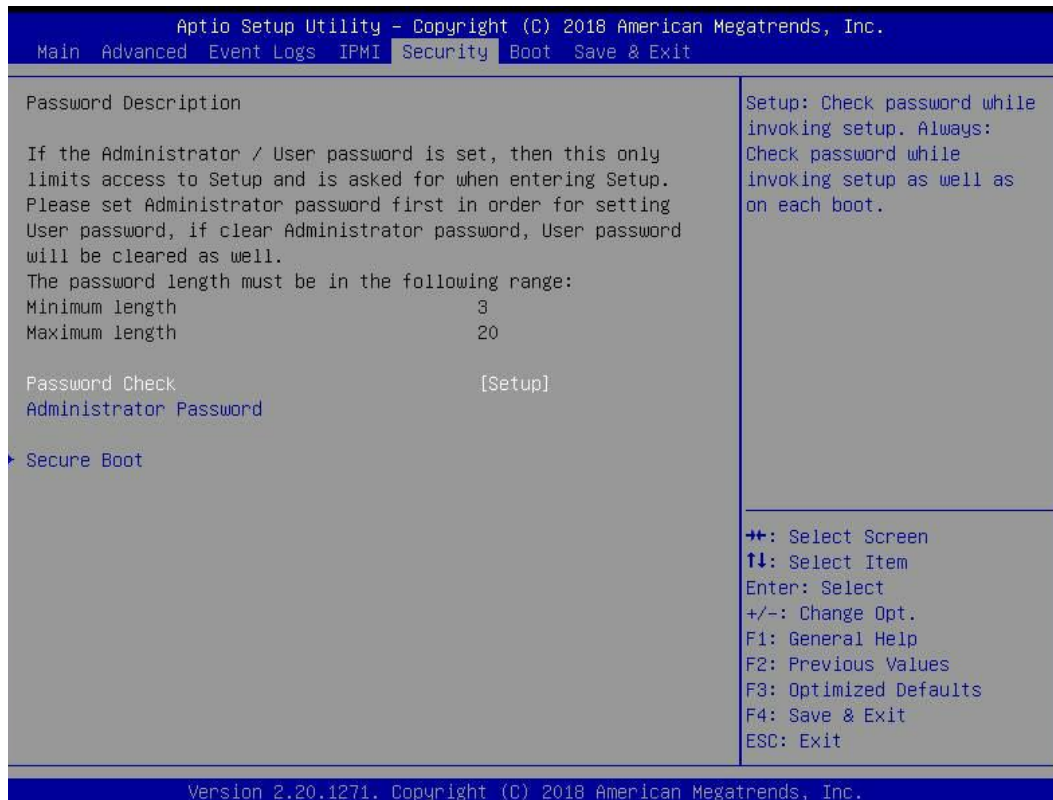 Aptio Setup Utility – Copyright (C) 2018 American Megatrends, Inc.
Main Advanced Event Logs IPMI Security Boot Save & Exit
Password Description
If the Administrator / User password is set, then this only
limits access to Setup and is asked for when entering Setup.
Please set Administrator password first in order for setting
User password, if clear Administrator password, User password
will be cleared as well.
The password length must be in the following range:
Minimum length 3
Maximum length 20
Password Check [Setup]
Administrator Password
Secure Boot
Setup: Check password while
invoking setup. Always:
Check password while
invoking setup as well as
on each boot.
→←: Select Screen
↑↓: Select Item
Enter: Select
+/-: Change Opt.
F1: General Help
F2: Previous Values
F3: Optimized Defaults
F4: Save & Exit
ESC: Exit
Version 2.20.1271. Copyright (C) 2018 American Megatrends, Inc.